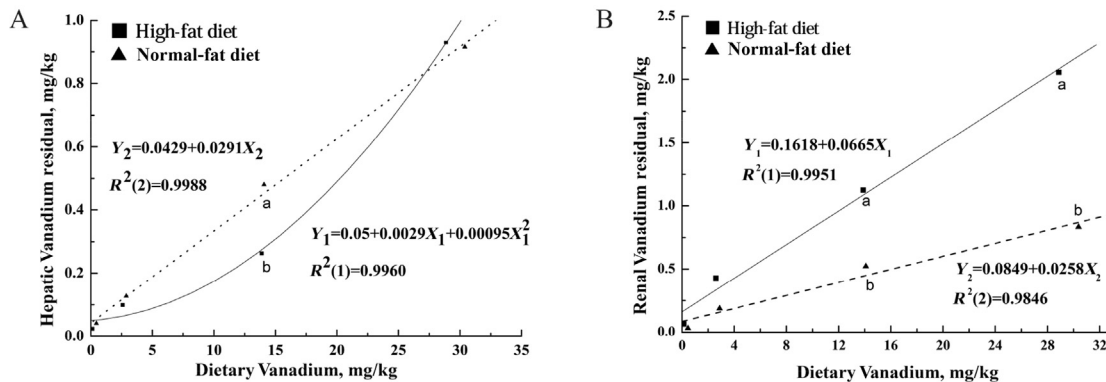 A
Hepatic Vanadium residual, mg/kg
1.0
0.8
0.6
0.4
0.2
0.0
High-fat diet
Normal-fat diet
Y2=0.0429+0.0291X2
R2(2)=0.9988
a
Y1=0.05+0.0029X1+0.00095X1^2
R2(1)=0.9960
b
0 5 10 15 20 25 30 35
Dietary Vanadium, mg/kg
B
Renal Vanadium residual, mg/kg
2.5
2.0
1.5
1.0
0.5
0.0
High-fat diet
Normal-fat diet
a
Y1=0.1618+0.0665X1
R2(1)=0.9951
a
b
Y2=0.0849+0.0258X2
b
R2(2)=0.9846
0 4 8 12 16 20 24 28 32
Dietary Vanadium, mg/kg